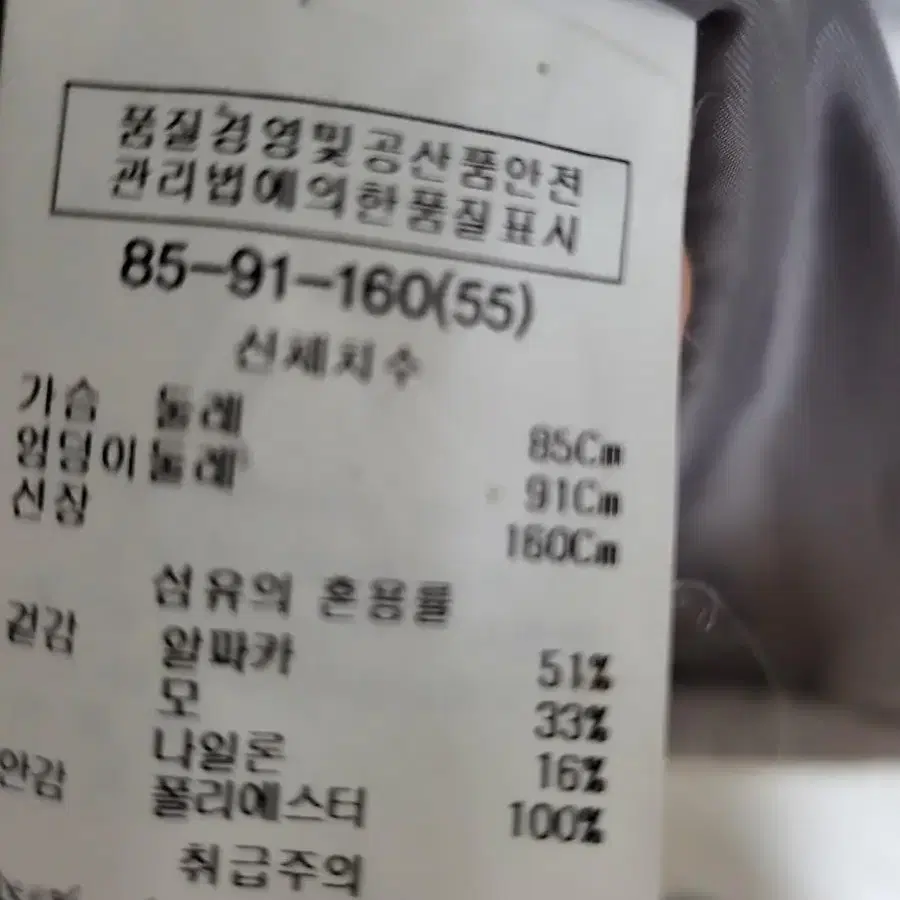 품질경영및공산품안전
관리법에의한품질표시
85-91-160(55)
신체치수
가슴 둘레 85Cm
엉덩이둘레 91Cm
신장 160Cm
섬유의 혼용률
겉감 알파카 51%
모 33%
나일론 16%
안감 폴리에스터 100%
취급주의